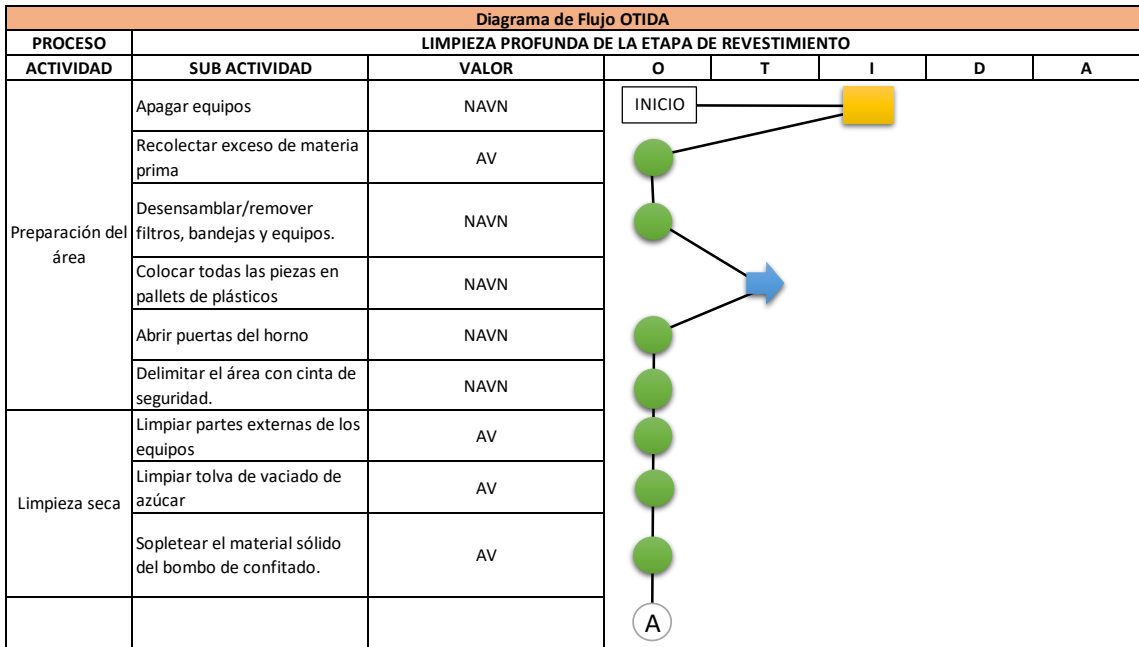 Diagrama de Flujo OTIDA
PROCESO LIMPIEZA PROFUNDA DE LA ETAPA DE REVESTIMIENTO
ACTIVIDAD SUB ACTIVIDAD VALOR O T I D A
Preparación del
área
Apagar equipos NAVN INICIO
Recolectar exceso de materia
prima
AV
Desensamblar/remover
filtros, bandejas y equipos.
NAVN
Colocar todas las piezas en
pallets de plásticos
NAVN
Abrir puertas del horno NAVN
Delimitar el área con cinta de
seguridad.
NAVN
Limpieza seca
Limpiar partes externas de los
equipos
AV
Limpiar tolva de vaciado de
azúcar
AV
Sopletear el material sólido
del bombo de confitado.
AV
A